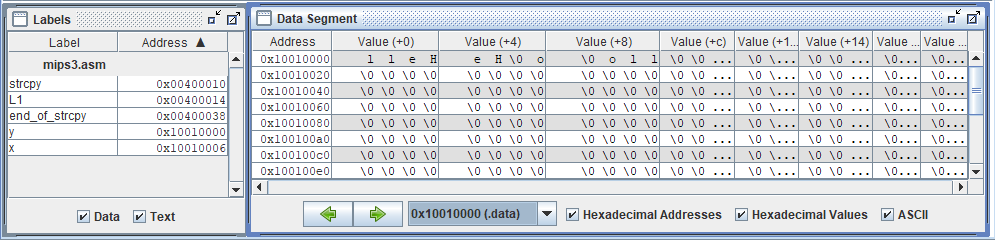 Labels
Label Address ▲
mips3.asm
strcpy 0x00400010
L1 0x00400014
end_of_strcpy 0x00400038
y 0x10010000
x 0x10010006
Data Text
Data Segment
Address Value (+0) Value (+4) Value (+8) Value (+c) Value (+1... Value (+14) Value ... Value ...
0x10010000 l l e H e H \0 o \0 o l l \0 \0 ... \0 \... \0 \0 ... \0... \0...
0x10010020 \0 \0 \0 \0 \0 \0 \0 \0 \0 \0 \0 \0 \0 \0 ... \0 \... \0 \0 ... \0... \0...
0x10010040 \0 \0 \0 \0 \0 \0 \0 \0 \0 \0 \0 \0 \0 \0 ... \0 \... \0 \0 ... \0... \0...
0x10010060 \0 \0 \0 \0 \0 \0 \0 \0 \0 \0 \0 \0 \0 \0 ... \0 \... \0 \0 ... \0... \0...
0x10010080 \0 \0 \0 \0 \0 \0 \0 \0 \0 \0 \0 \0 \0 \0 ... \0 \... \0 \0 ... \0... \0...
0x100100a0 \0 \0 \0 \0 \0 \0 \0 \0 \0 \0 \0 \0 \0 \0 ... \0 \... \0 \0 ... \0... \0...
0x100100c0 \0 \0 \0 \0 \0 \0 \0 \0 \0 \0 \0 \0 \0 \0 ... \0 \... \0 \0 ... \0... \0...
0x100100e0 \0 \0 \0 \0 \0 \0 \0 \0 \0 \0 \0 \0 \0 \0 ... \0 \... \0 \0 ... \0... \0...
0x10010000 (.data) Hexadecimal Addresses Hexadecimal Values ASCII